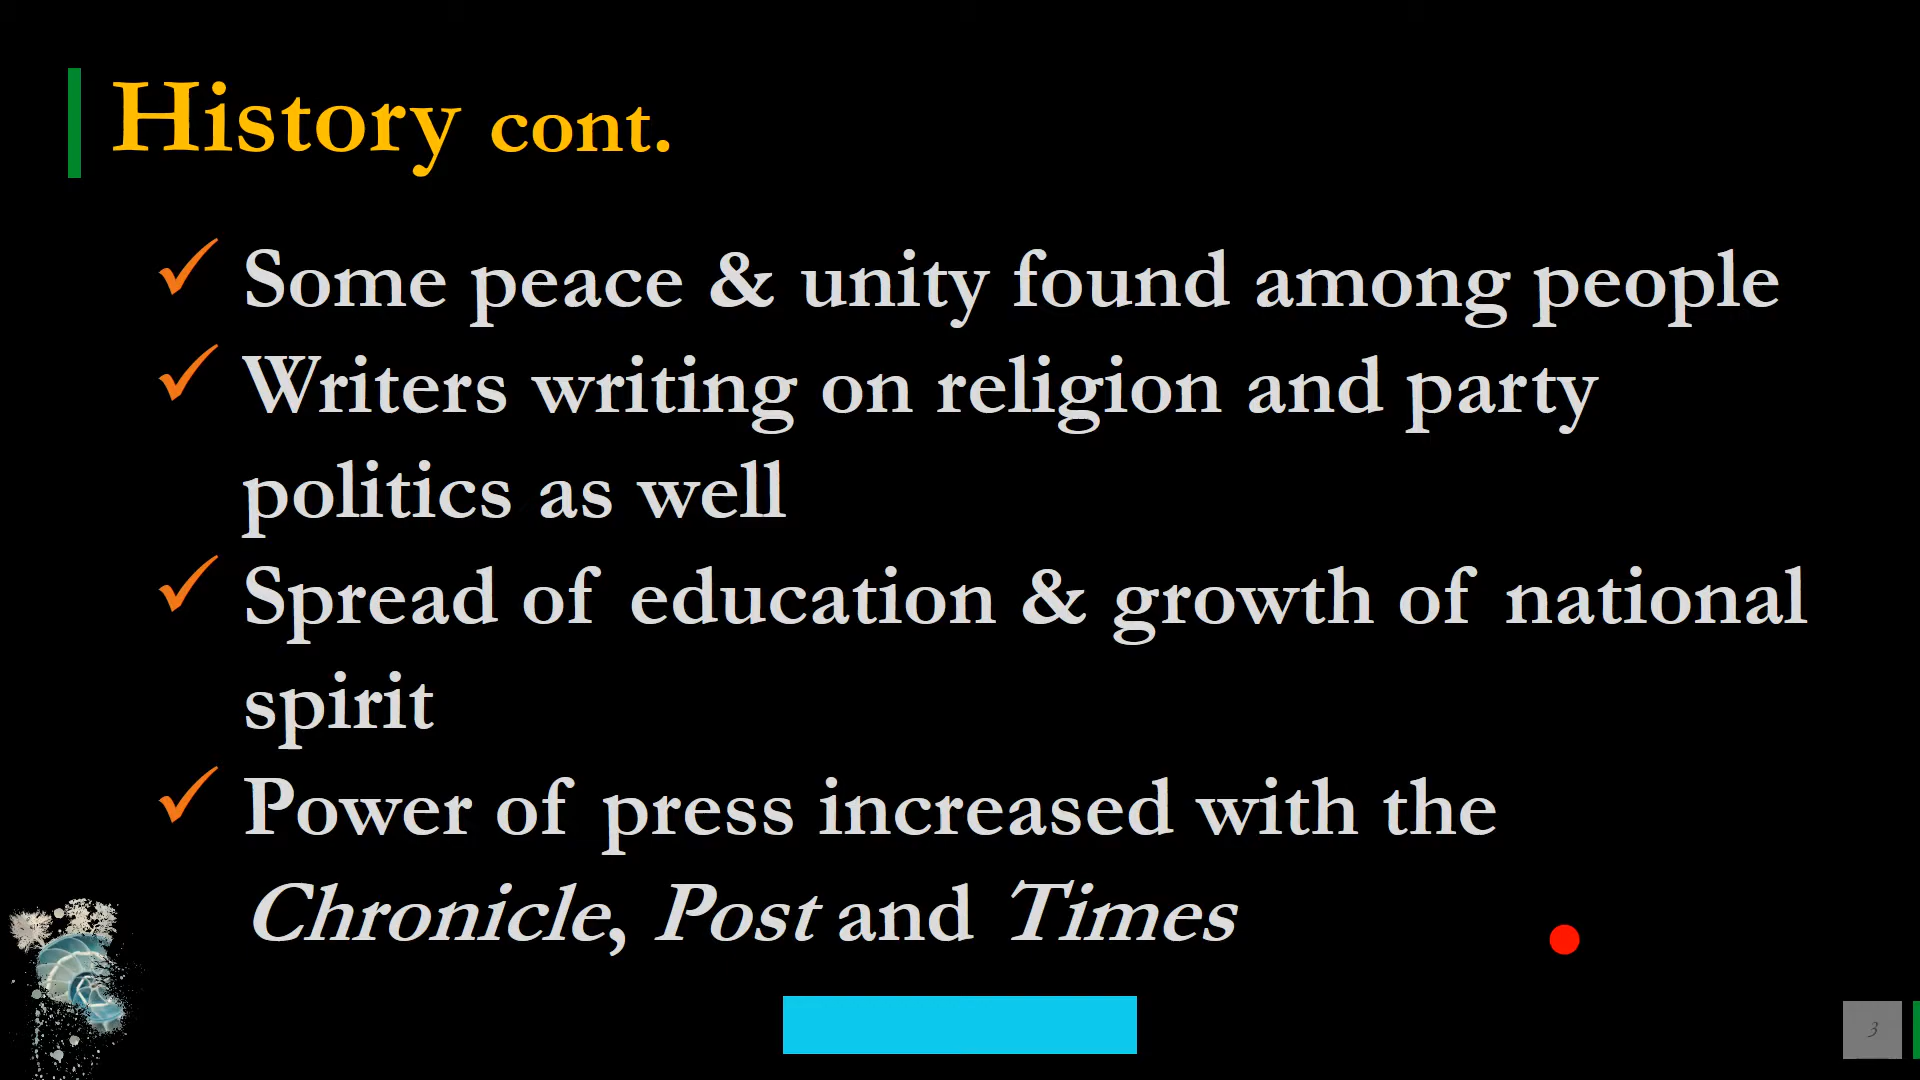 History cont.
Some peace & unity found among people
Writers writing on religion and party
politics as well
Spread of education & growth of national
spirit
Power of press increased with the
Chronicle, Post and Times
3